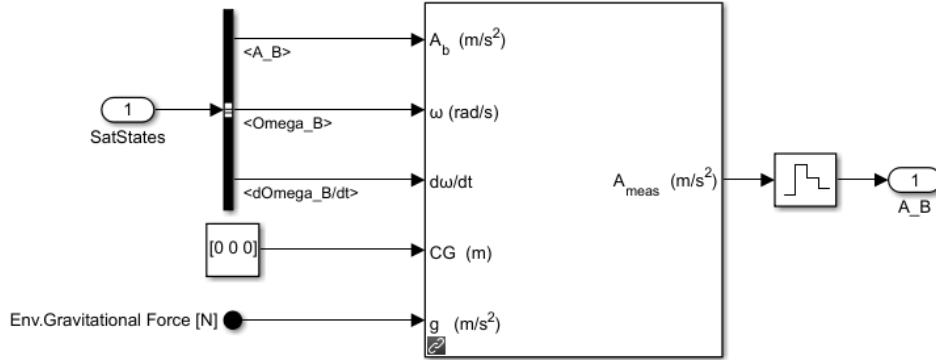 A_b (m/s^2)
<A_B>
1
SatStates
ω (rad/s)
<Omega_B>
dω/dt
<dOmega_B/dt>
A_meas (m/s^2)
1
A_B
[0 0 0]
CG (m)
Env.Gravitational Force [N]
g (m/s^2)